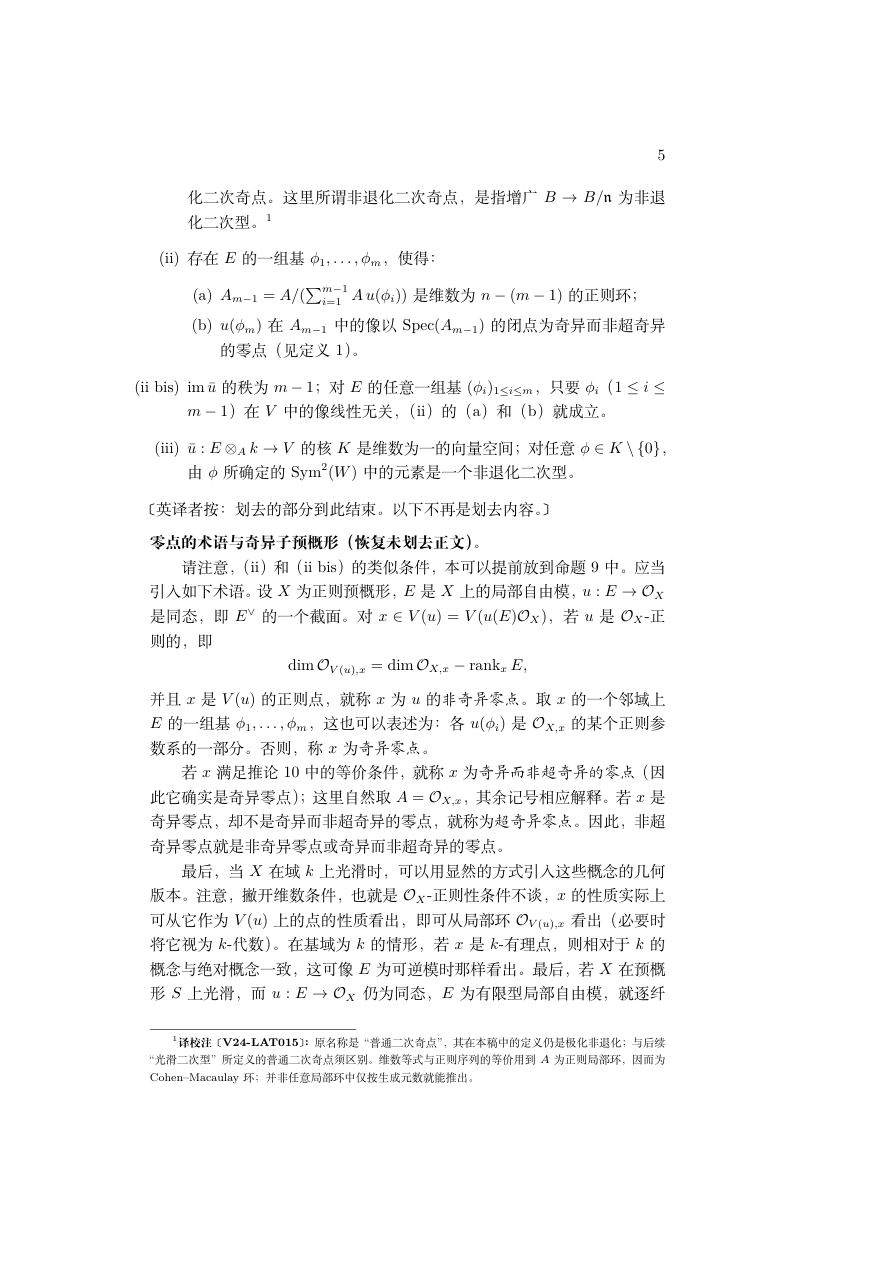 5
化二次奇点。这里所谓非退化二次奇点，是指增广 B → B/𝔫 为非退
化二次型。¹
(ii) 存在 E 的一组基 ϕ₁, . . . , ϕₘ，使得：
(a) Aₘ₋₁ = A/(∑ᵢ₌₁ᵐ⁻¹ A u(ϕᵢ)) 是维数为 n − (m − 1) 的正则环；
(b) u(ϕₘ) 在 Aₘ₋₁ 中的像以 Spec(Aₘ₋₁) 的闭点为奇异而非超奇异
的零点（见定义 1）。
(ii bis) im ū 的秩为 m − 1；对 E 的任意一组基 (ϕᵢ)₁≤ᵢ≤ₘ，只要 ϕᵢ（1 ≤ i ≤
m − 1）在 V 中的像线性无关，（ii）的（a）和（b）就成立。
(iii) ū : E ⊗_A k → V 的核 K 是维数为一的向量空间；对任意 ϕ ∈ K \ {0}，
由 ϕ 所确定的 Sym²(W) 中的元素是一个非退化二次型。
〔英译者按：划去的部分到此结束。以下不再是划去内容。〕
零点的术语与奇异子预概形（恢复未划去正文）。
请注意，（ii）和（ii bis）的类似条件，本可以提前放到命题 9 中。应当
引入如下术语。设 X 为正则预概形，E 是 X 上的局部自由模，u : E → 𝒪_X
是同态，即 E^∨ 的一个截面。对 x ∈ V(u) = V(u(E)𝒪_X)，若 u 是 𝒪_X-正
则的，即
dim 𝒪_{V(u),x} = dim 𝒪_{X,x} − rankₓ E,
并且 x 是 V(u) 的正则点，就称 x 为 u 的非奇异零点。取 x 的一个邻域上
E 的一组基 ϕ₁, . . . , ϕₘ，这也可以表述为：各 u(ϕᵢ) 是 𝒪_{X,x} 的某个正则参
数系的一部分。否则，称 x 为奇异零点。
若 x 满足推论 10 中的等价条件，就称 x 为奇异而非超奇异的零点（因
此它确实是奇异零点）；这里自然取 A = 𝒪_{X,x}，其余记号相应解释。若 x 是
奇异零点，却不是奇异而非超奇异的零点，就称为超奇异零点。因此，非超
奇异零点就是非奇异零点或奇异而非超奇异的零点。
最后，当 X 在域 k 上光滑时，可以用显然的方式引入这些概念的几何
版本。注意，撇开维数条件，也就是 𝒪_X-正则性条件不谈，x 的性质实际上
可从它作为 V(u) 上的点的性质看出，即可从局部环 𝒪_{V(u),x} 看出（必要时
将它视为 k-代数）。在基域为 k 的情形，若 x 是 k-有理点，则相对于 k 的
概念与绝对概念一致，这可像 E 为可逆模时那样看出。最后，若 X 在预概
形 S 上光滑，而 u : E → 𝒪_X 仍为同态，E 为有限型局部自由模，就逐纤
¹译校注〔V24-LAT015〕：原名称是 “普通二次奇点”，其在本稿中的定义仍是极化非退化；与后续
“光滑二次型” 所定义的普通二次奇点须区别。维数等式与正则序列的等价用到 A 为正则局部环，因而为
Cohen–Macaulay 环；并非任意局部环中仅按生成元数就能推出。